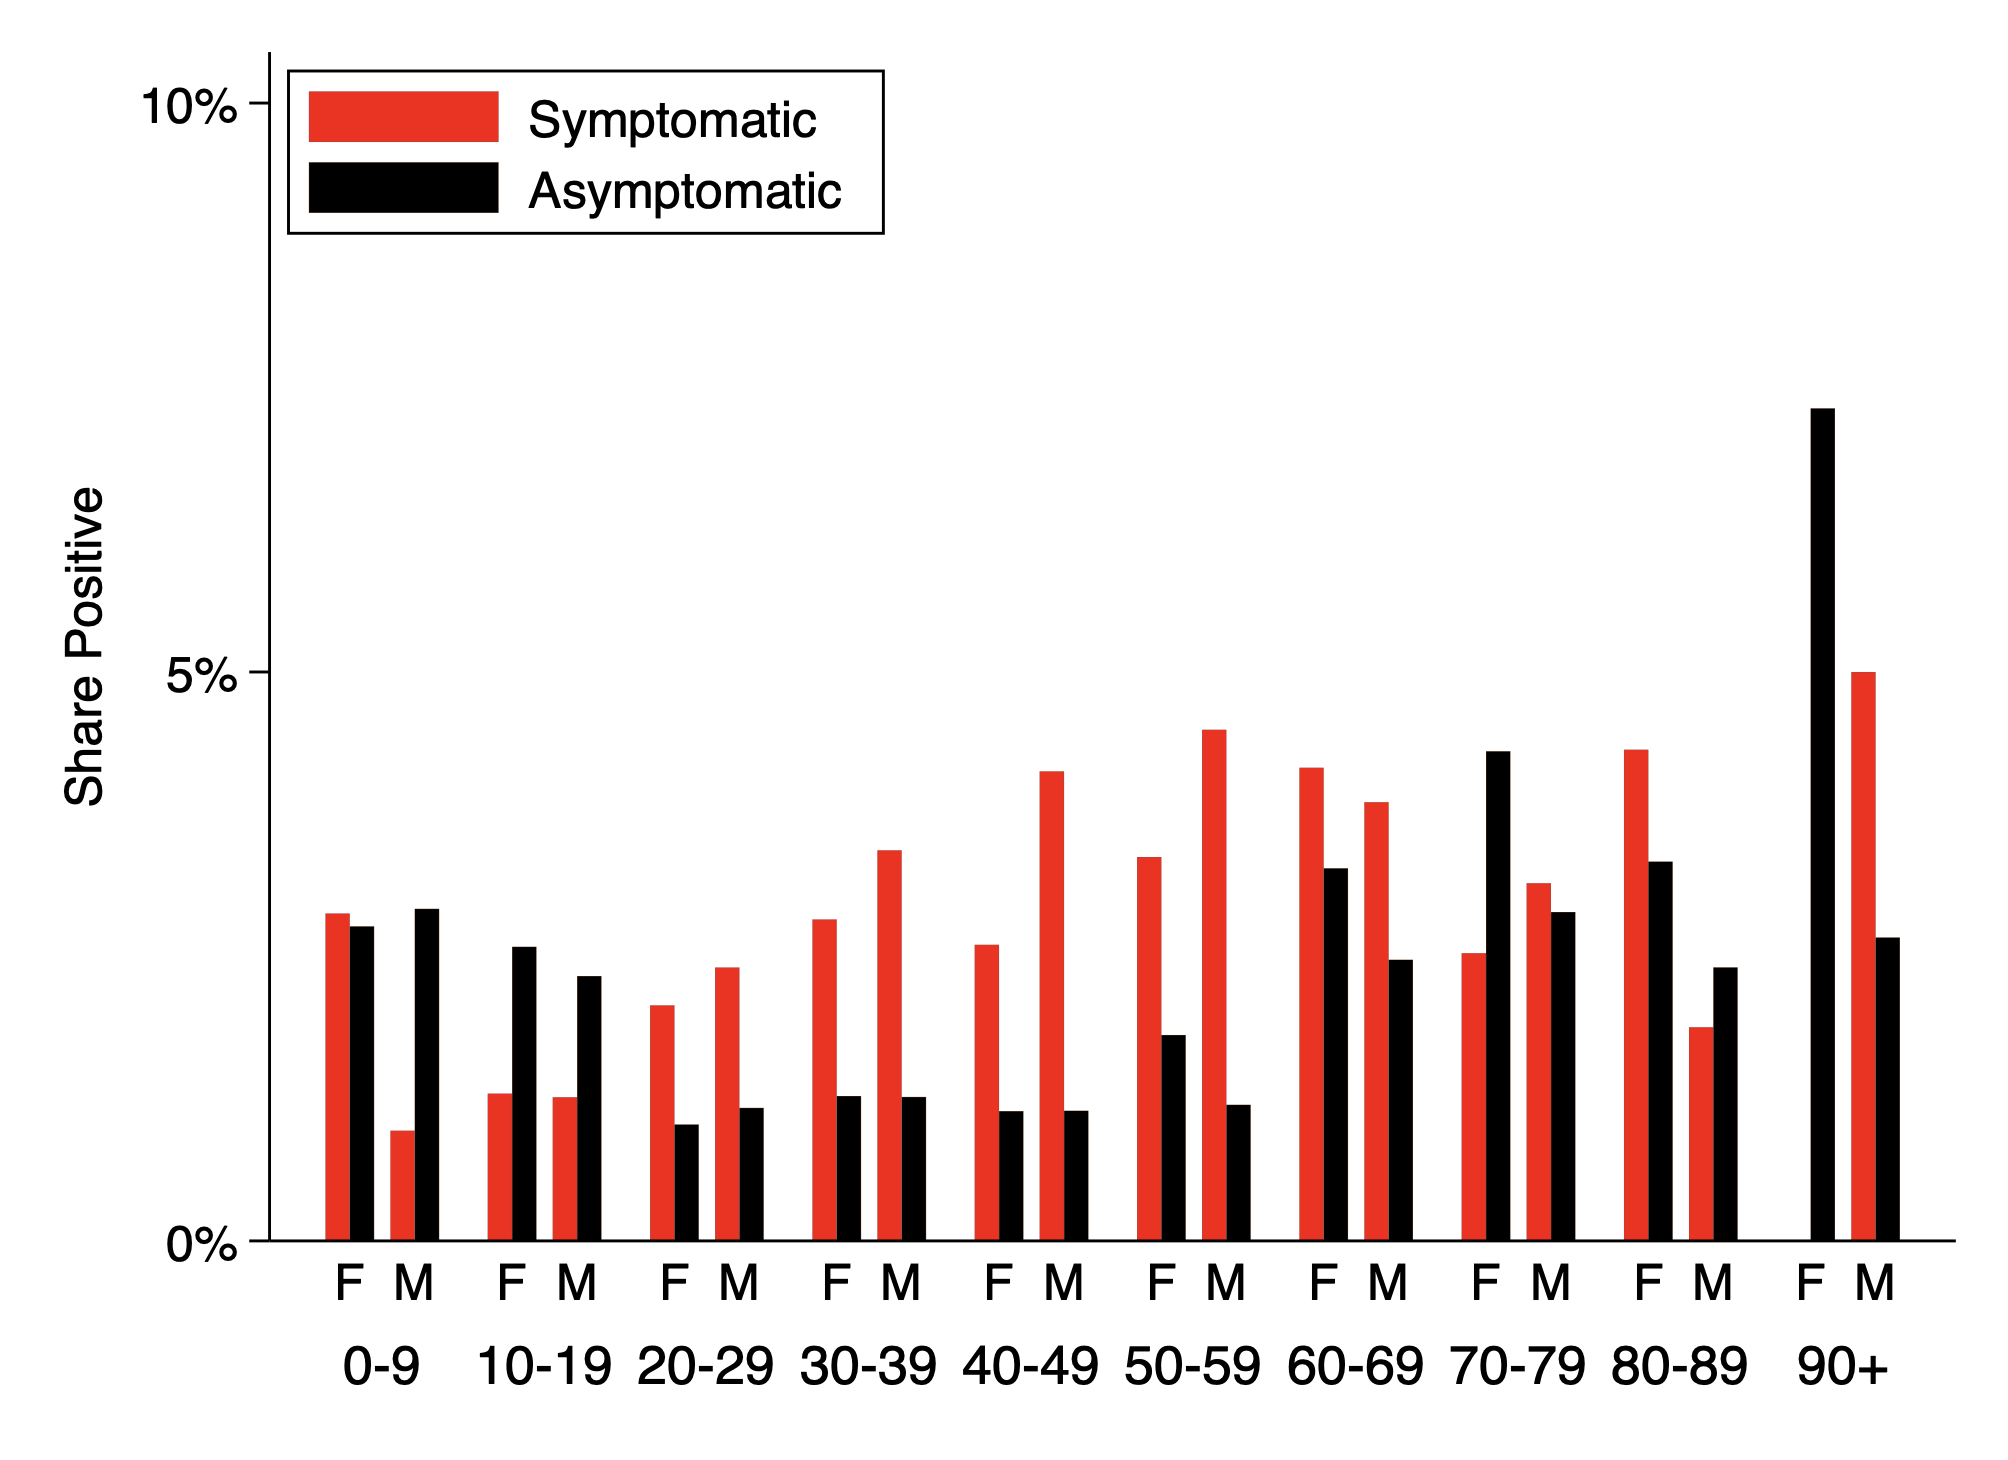 10%
Symptomatic
Asymptomatic
5%
Share Positive
0%
F M F M F M F M F M F M F M F M F M F M
0-9 10-19 20-29 30-39 40-49 50-59 60-69 70-79 80-89 90+